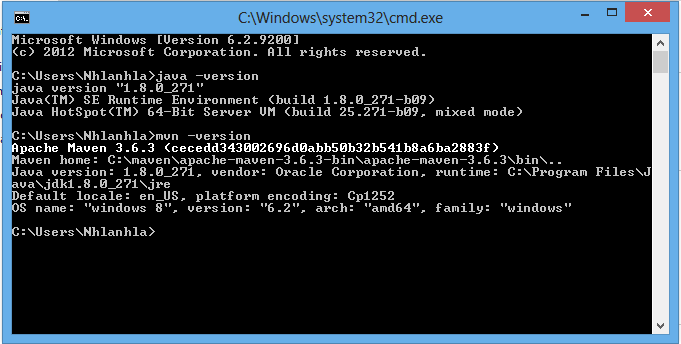 C:\Windows\system32\cmd.exe
Microsoft Windows [Version 6.2.9200]
(c) 2012 Microsoft Corporation. All rights reserved.
C:\Users\Nhlanhla>java -version
java version "1.8.0_271"
Java(TM) SE Runtime Environment (build 1.8.0_271-b09)
Java HotSpot(TM) 64-Bit Server VM (build 25.271-b09, mixed mode)
C:\Users\Nhlanhla>mvn -version
Apache Maven 3.6.3 (cecedd343002696d0abb50b32b541b8a6ba2883f)
Maven home: C:\maven\apache-maven-3.6.3-bin\apache-maven-3.6.3\bin\..
Java version: 1.8.0_271, vendor: Oracle Corporation, runtime: C:\Program Files\J
ava\jdk1.8.0_271\jre
Default locale: en_US, platform encoding: Cp1252
OS name: "windows 8", version: "6.2", arch: "amd64", family: "windows"
C:\Users\Nhlanhla>